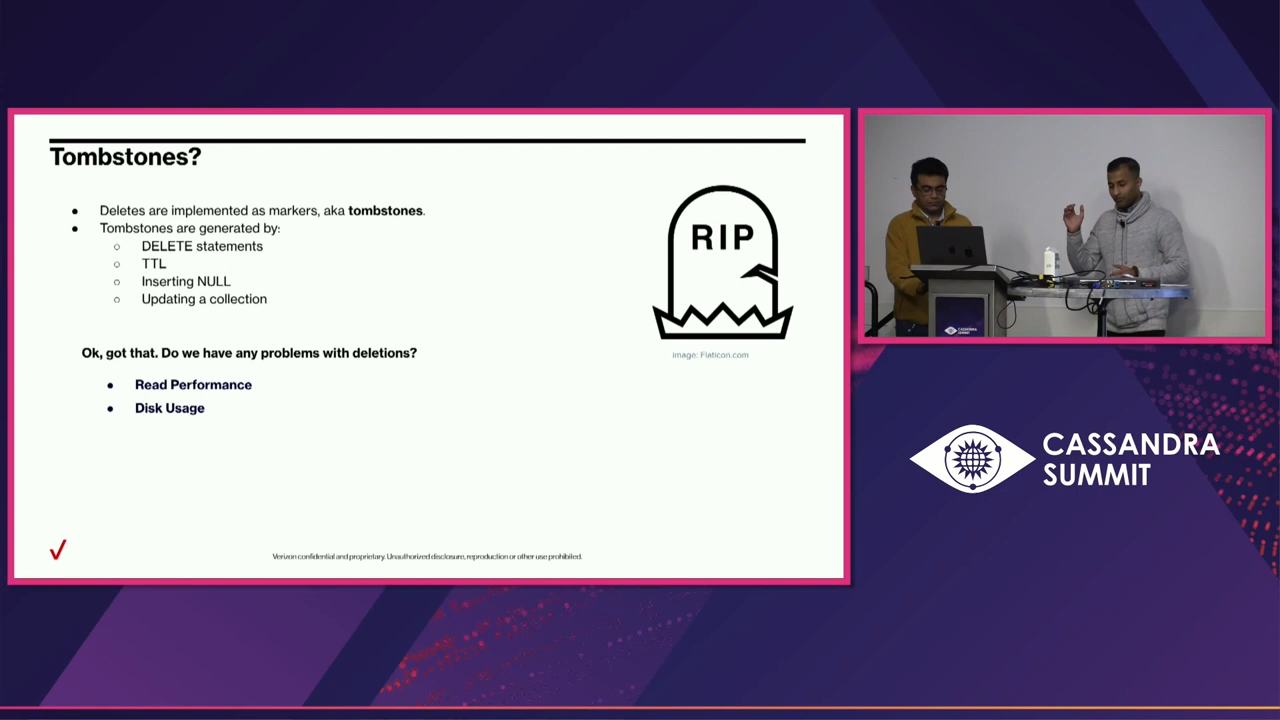 Tombstones?
● Deletes are implemented as markers, aka tombstones.
● Tombstones are generated by:
○ DELETE statements
○ TTL
○ Inserting NULL
○ Updating a collection
Ok, got that. Do we have any problems with deletions?
● Read Performance
● Disk Usage
RIP
image: Flaticon.com
Verizon confidential and proprietary. Unauthorized disclosure, reproduction or other use prohibited.
CASSANDRA
SUMMIT
CASSANDRA
SUMMIT